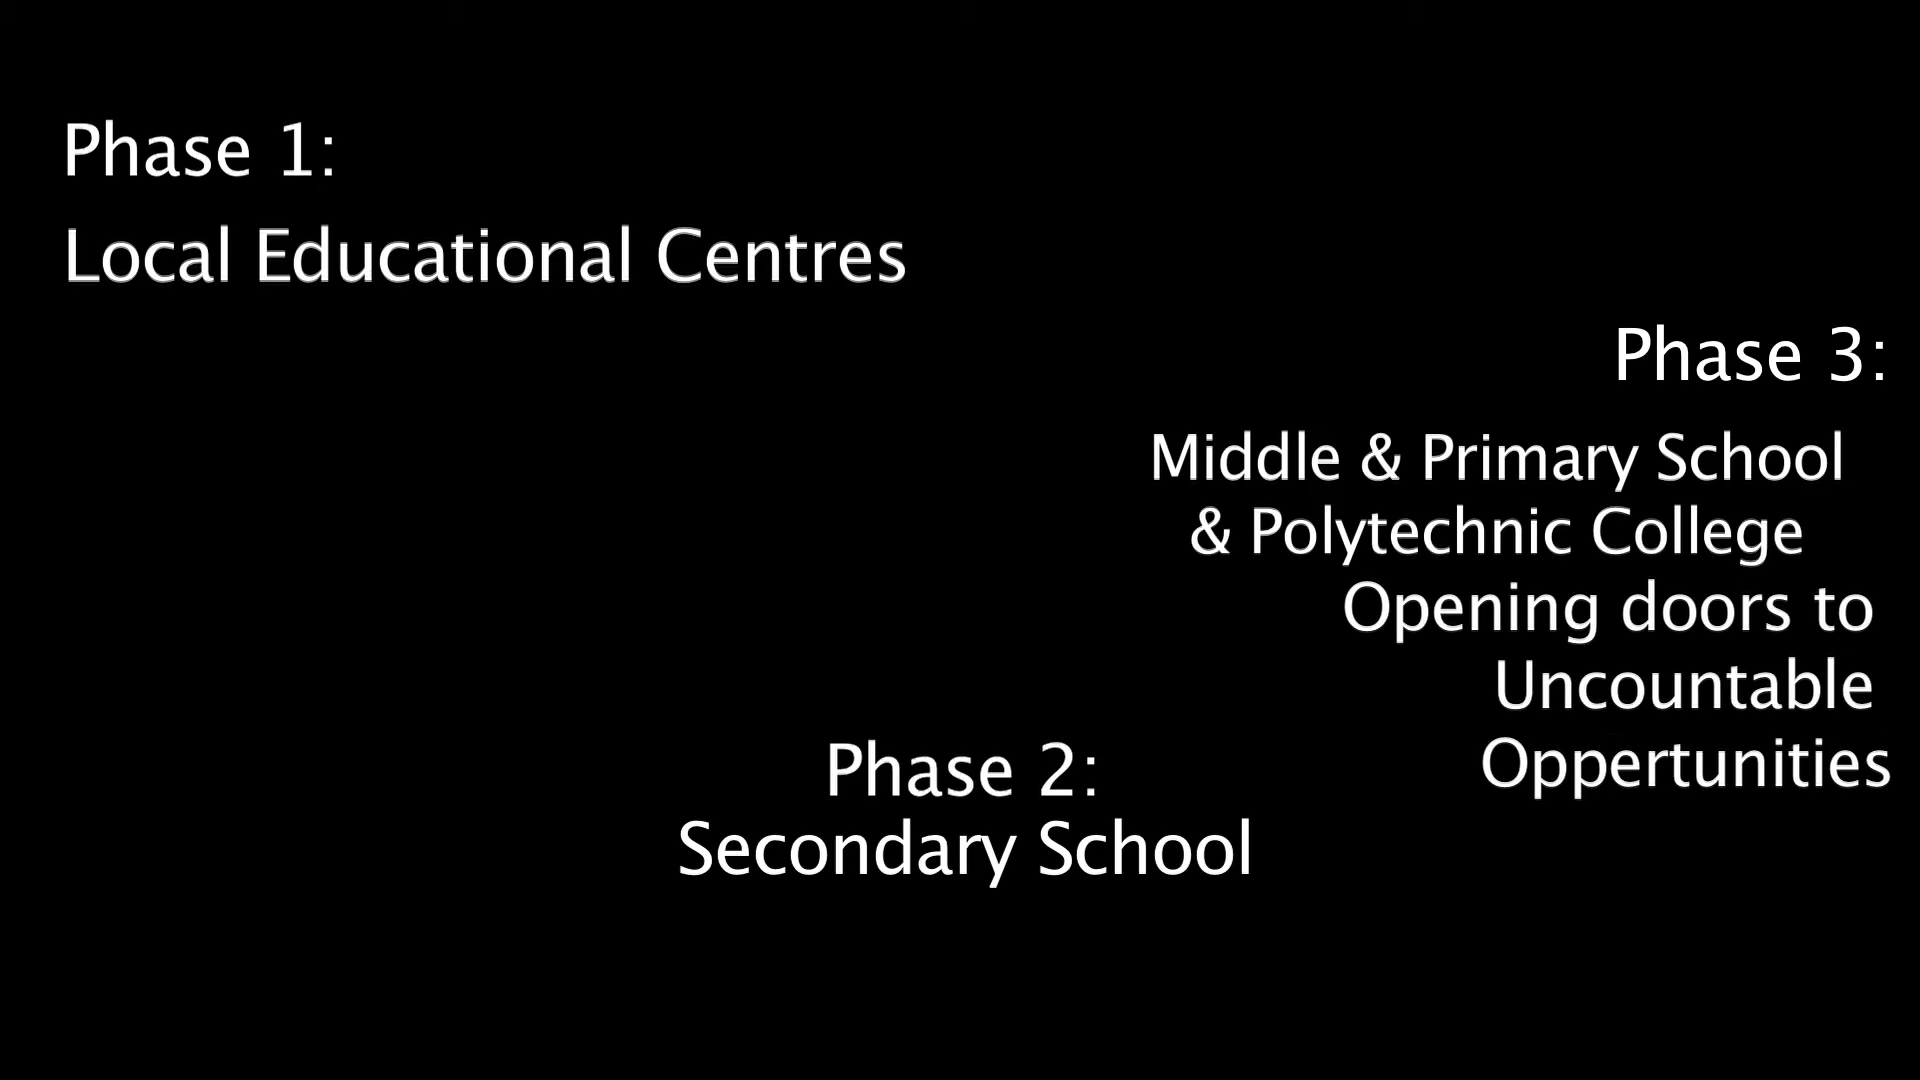 Phase 1:
Local Educational Centres
Phase 3:
Middle & Primary School
& Polytechnic College
Opening doors to
Uncountable
Oppertunities
Phase 2:
Secondary School